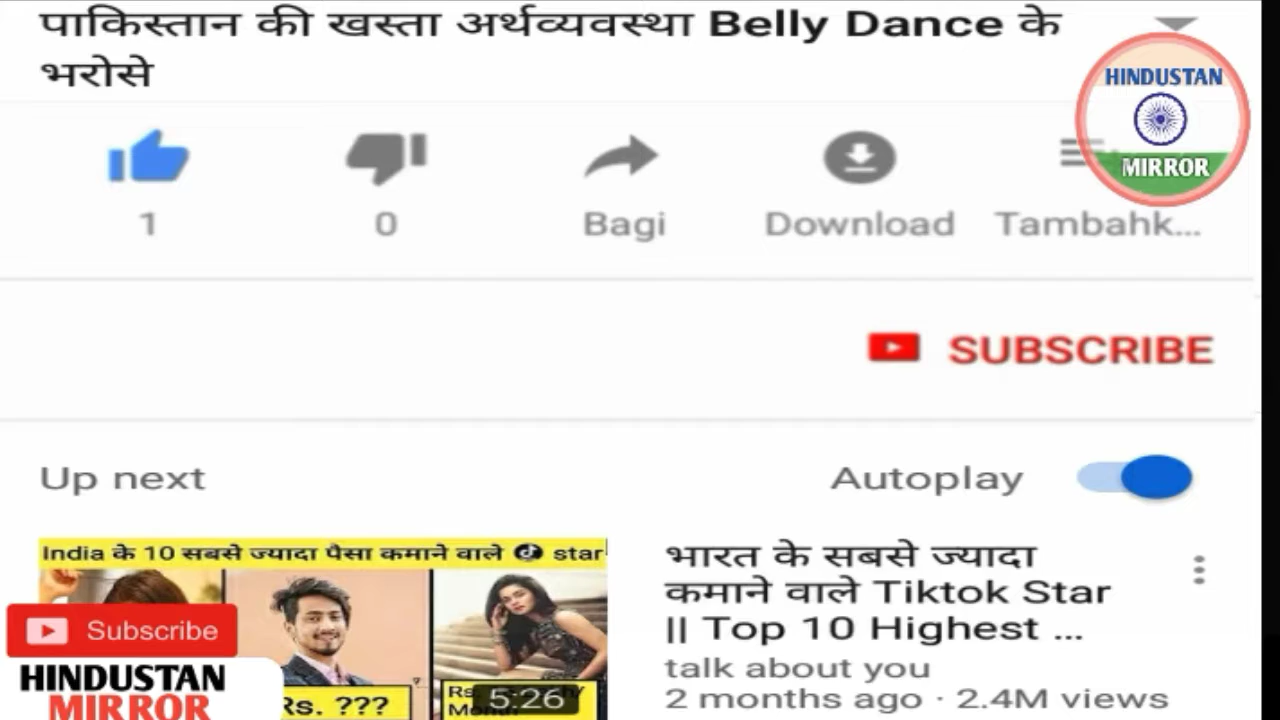 पाकिस्तान की खस्ता अर्थव्यवस्था Belly Dance के
भरोसे
HINDUSTAN
MIRROR
1
0
Bagi
Download
Tambahk...
SUBSCRIBE
Up next
Autoplay
India के 10 सबसे ज्यादा पैसा कमाने वाले star
Rs. ???
?
Rs
Month
5:26
भारत के सबसे ज्यादा
कमाने वाले Tiktok Star
|| Top 10 Highest ...
talk about you
2 months ago · 2.4M views
Subscribe
HINDUSTAN
MIRROR